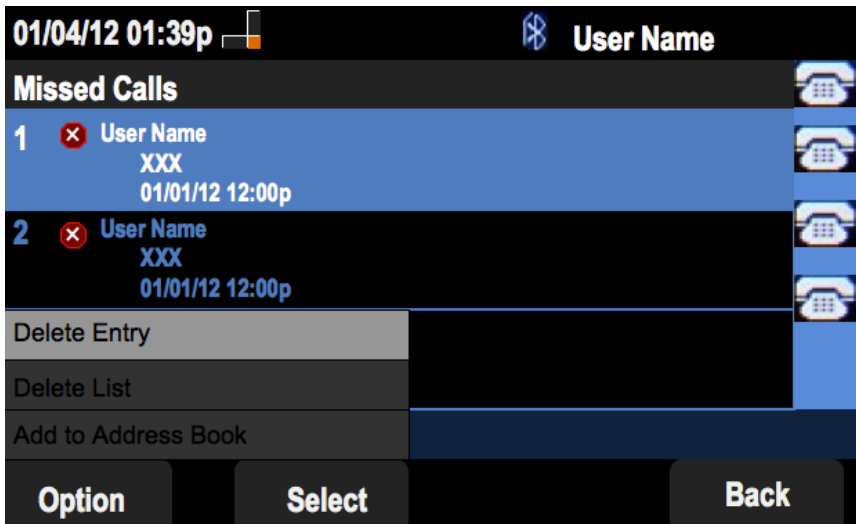 01/04/12 01:39p User Name
Missed Calls
1 User Name
XXX
01/01/12 12:00p
2 User Name
XXX
01/01/12 12:00p
Delete Entry
Delete List
Add to Address Book
Option Select Back